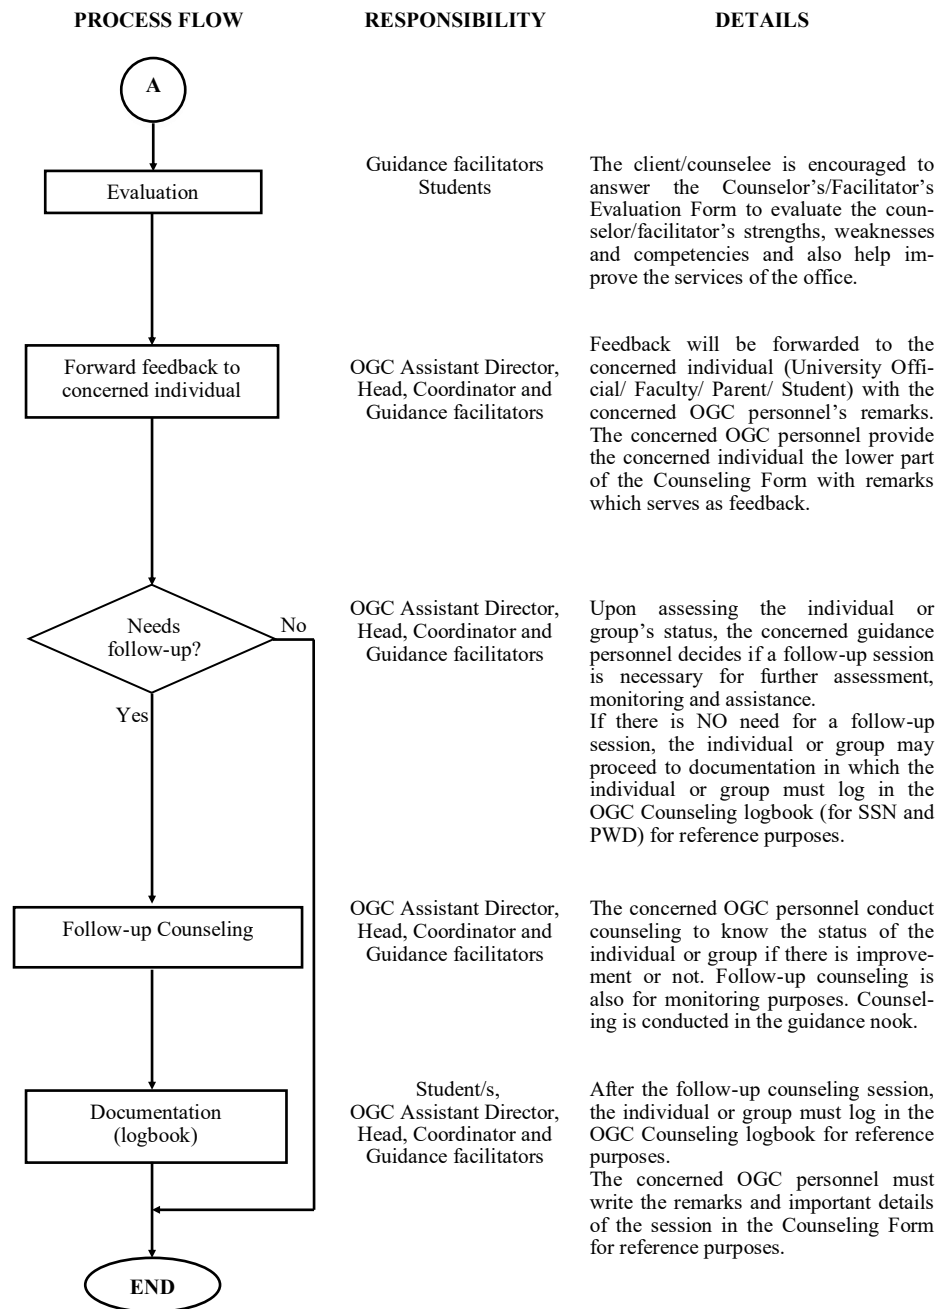 PROCESS FLOW RESPONSIBILITY DETAILS
A
Evaluation
Guidance facilitators
Students
The client/counselee is encouraged to
answer the Counselor’s/Facilitator’s
Evaluation Form to evaluate the coun-
selor/facilitator’s strengths, weaknesses
and competencies and also help im-
prove the services of the office.
Forward feedback to
concerned individual
OGC Assistant Director,
Head, Coordinator and
Guidance facilitators
Feedback will be forwarded to the
concerned individual (University Offi-
cial/ Faculty/ Parent/ Student) with the
concerned OGC personnel’s remarks.
The concerned OGC personnel provide
the concerned individual the lower part
of the Counseling Form with remarks
which serves as feedback.
Needs
follow-up?
No
Yes
OGC Assistant Director,
Head, Coordinator and
Guidance facilitators
Upon assessing the individual or
group’s status, the concerned guidance
personnel decides if a follow-up session
is necessary for further assessment,
monitoring and assistance.
If there is NO need for a follow-up
session, the individual or group may
proceed to documentation in which the
individual or group must log in the
OGC Counseling logbook (for SSN and
PWD) for reference purposes.
Follow-up Counseling
OGC Assistant Director,
Head, Coordinator and
Guidance facilitators
The concerned OGC personnel conduct
counseling to know the status of the
individual or group if there is improve-
ment or not. Follow-up counseling is
also for monitoring purposes. Counsel-
ing is conducted in the guidance nook.
Documentation
(logbook)
Student/s,
OGC Assistant Director,
Head, Coordinator and
Guidance facilitators
After the follow-up counseling session,
the individual or group must log in the
OGC Counseling logbook for reference
purposes.
The concerned OGC personnel must
write the remarks and important details
of the session in the Counseling Form
for reference purposes.
END